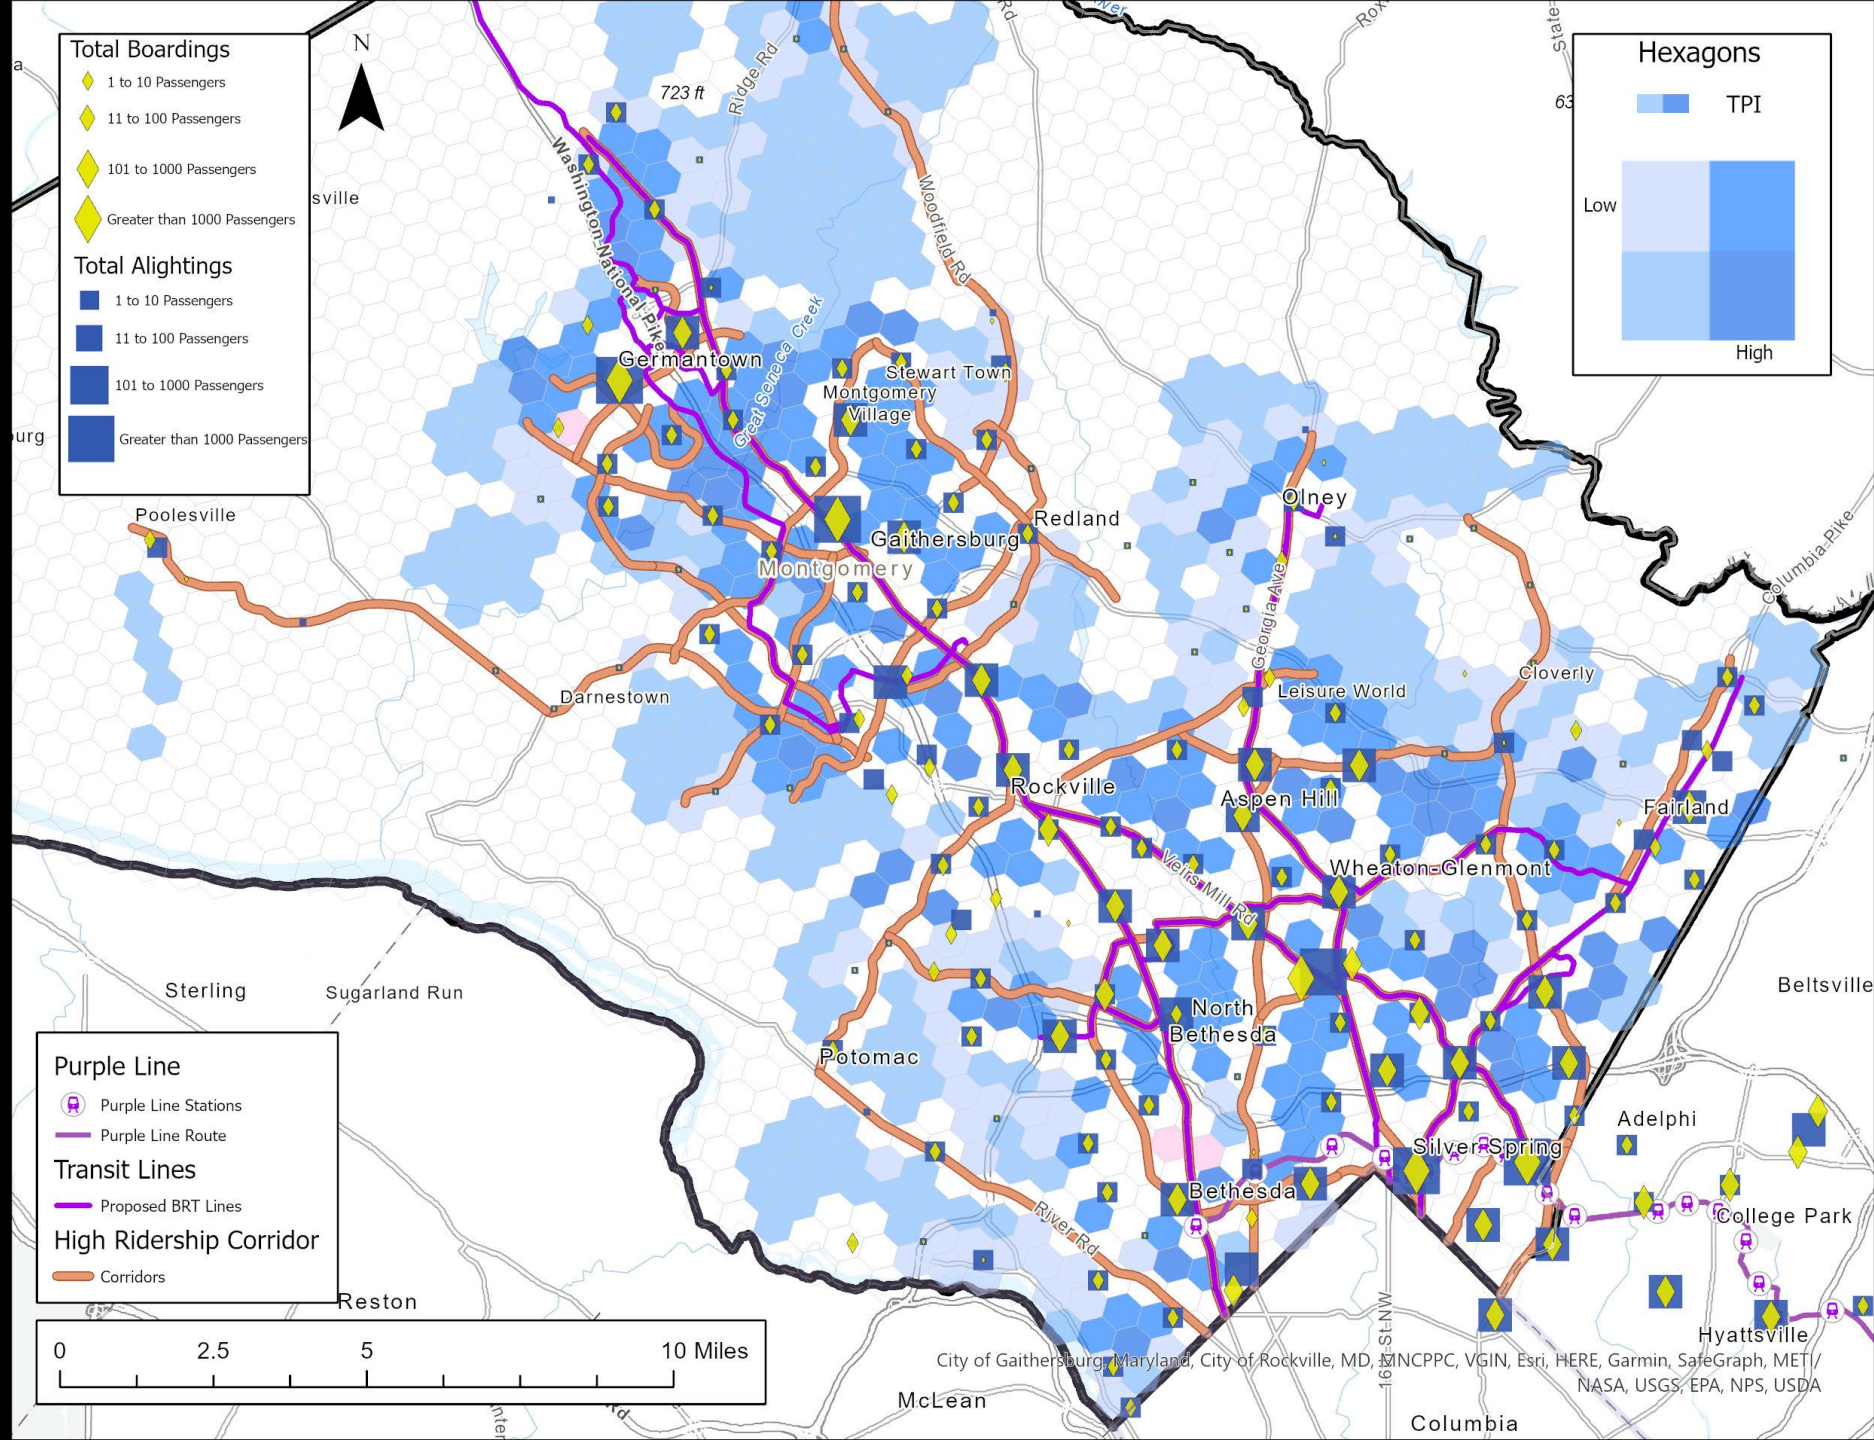 Total Boardings
1 to 10 Passengers
11 to 100 Passengers
101 to 1000 Passengers
Greater than 1000 Passengers
Total Alightings
1 to 10 Passengers
11 to 100 Passengers
101 to 1000 Passengers
Greater than 1000 Passengers
N
Hexagons
TPI
Low
High
723 ft
63
Ridge Rd
Rd
State
a
sville
urg
Washington-National-Pike
Woodfield Rd
Great Seneca Creek
Germantown
Stewart Town
Montgomery
Village
Poolesville
Olney
Redland
Gaithersburg
Montgomery
Georgia Ave
Columbia-Pike
Darnestown
Leisure World
Cloverly
Rockville
Aspen Hill
Fairland
Veirs Mill Rd
Wheaton-Glenmont
Sterling
Sugarland Run
North
Bethesda
Beltsville
Potomac
Purple Line
Purple Line Stations
Purple Line Route
Transit Lines
Proposed BRT Lines
High Ridership Corridor
Corridors
Adelphi
Silver Spring
Bethesda
College Park
River Rd
Reston
16th-St-NW
Hyattsville
0 2.5 5 10 Miles
City of Gaithersburg, Maryland, City of Rockville, MD, MNCPPC, VGIN, Esri, HERE, Garmin, SafeGraph, METI/
NASA, USGS, EPA, NPS, USDA
McLean
Rd
Columbia